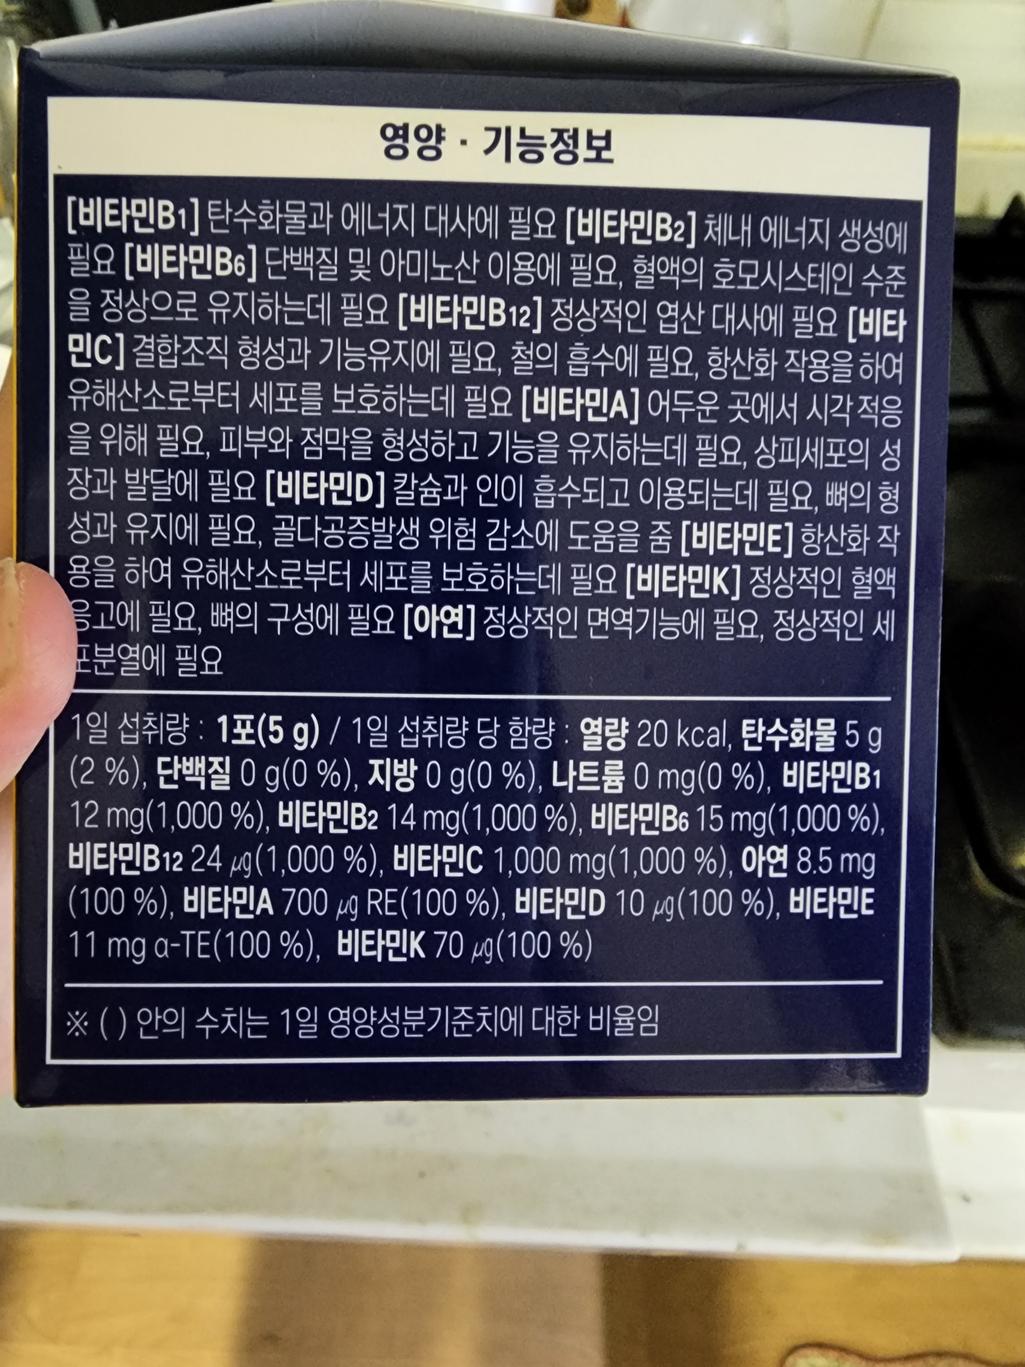 영양 · 기능정보
[비타민B1] 탄수화물과 에너지 대사에 필요 [비타민B2] 체내 에너지 생성에
필요 [비타민B6] 단백질 및 아미노산 이용에 필요, 혈액의 호모시스테인 수준
을 정상으로 유지하는데 필요 [비타민B12] 정상적인 엽산 대사에 필요 [비타
민C] 결합조직 형성과 기능유지에 필요, 철의 흡수에 필요, 항산화 작용을 하여
유해산소로부터 세포를 보호하는데 필요 [비타민A] 어두운 곳에서 시각 적응
을 위해 필요, 피부와 점막을 형성하고 기능을 유지하는데 필요, 상피세포의 성
장과 발달에 필요 [비타민D] 칼슘과 인이 흡수되고 이용되는데 필요, 뼈의 형
성과 유지에 필요, 골다공증발생 위험 감소에 도움을 줌 [비타민E] 항산화 작
용을 하여 유해산소로부터 세포를 보호하는데 필요 [비타민K] 정상적인 혈액
응고에 필요, 뼈의 구성에 필요 [아연] 정상적인 면역기능에 필요, 정상적인 세
포분열에 필요
1일 섭취량 : 1포(5 g) / 1일 섭취량 당 함량 : 열량 20 kcal, 탄수화물 5 g
(2 %), 단백질 0 g(0 %), 지방 0 g(0 %), 나트륨 0 mg(0 %), 비타민B1
12 mg(1,000 %), 비타민B2 14 mg(1,000 %), 비타민B6 15 mg(1,000 %),
비타민B12 24 ㎍(1,000 %), 비타민C 1,000 mg(1,000 %), 아연 8.5 mg
(100 %), 비타민A 700 ㎍ RE(100 %), 비타민D 10 ㎍(100 %), 비타민E
11 mg α-TE(100 %), 비타민K 70 ㎍(100 %)
※ ( ) 안의 수치는 1일 영양성분기준치에 대한 비율임